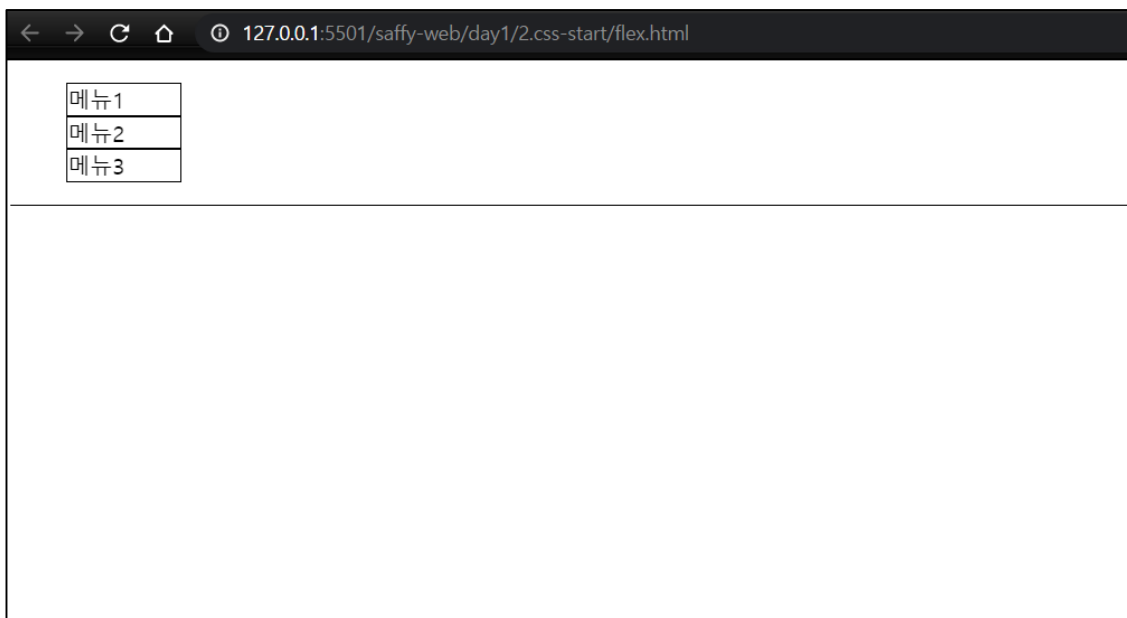 127.0.0.1:5501/saffy-web/day1/2.css-start/flex.html
메뉴1
메뉴2
메뉴3